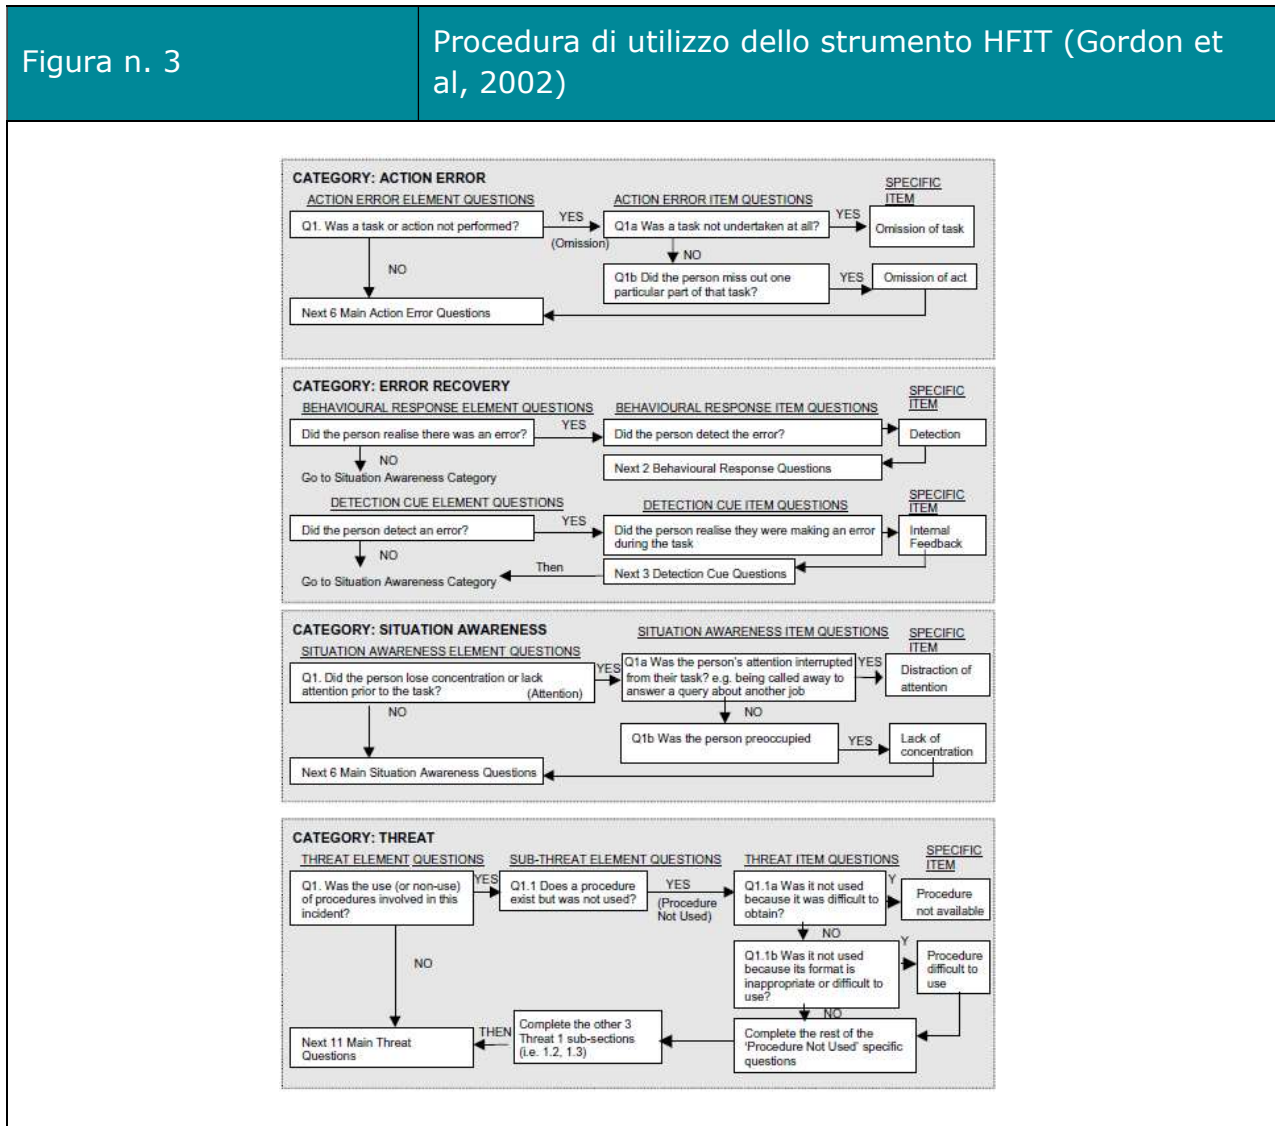 Figura n. 3
Procedura di utilizzo dello strumento HFIT (Gordon et
al, 2002)
CATEGORY: ACTION ERROR
ACTION ERROR ELEMENT QUESTIONS
ACTION ERROR ITEM QUESTIONS
SPECIFIC
ITEM
Q1. Was a task or action not performed?
YES
(Omission)
Q1a Was a task not undertaken at all?
YES
Omission of task
NO
NO
Q1b Did the person miss out one
particular part of that task?
YES
Omission of act
Next 6 Main Action Error Questions
CATEGORY: ERROR RECOVERY
BEHAVIOURAL RESPONSE ELEMENT QUESTIONS
BEHAVIOURAL RESPONSE ITEM QUESTIONS
SPECIFIC
ITEM
Did the person realise there was an error?
YES
Did the person detect the error?
Detection
NO
Go to Situation Awareness Category
Next 2 Behavioural Response Questions
DETECTION CUE ELEMENT QUESTIONS
DETECTION CUE ITEM QUESTIONS
SPECIFIC
ITEM
Did the person detect an error?
YES
Did the person realise they were making an error
during the task
Internal
Feedback
NO
Go to Situation Awareness Category
Then
Next 3 Detection Cue Questions
CATEGORY: SITUATION AWARENESS
SITUATION AWARENESS ELEMENT QUESTIONS
SITUATION AWARENESS ITEM QUESTIONS
SPECIFIC
ITEM
Q1. Did the person lose concentration or lack
attention prior to the task?
(Attention)
YES
Q1a Was the person's attention interrupted
from their task? e.g. being called away to
answer a query about another job
YES
Distraction of
attention
NO
NO
Q1b Was the person preoccupied
YES
Lack of
concentration
Next 6 Main Situation Awareness Questions
CATEGORY: THREAT
THREAT ELEMENT QUESTIONS
SUB-THREAT ELEMENT QUESTIONS
THREAT ITEM QUESTIONS
SPECIFIC
ITEM
Q1. Was the use (or non-use)
of procedures involved in this
incident?
YES
Q1.1 Does a procedure
exist but was not used?
YES
(Procedure
Not Used)
Q1.1a Was it not used
because it was difficult to
obtain?
Y
Procedure
not available
NO
NO
Q1.1b Was it not used
because its format is
inappropriate or difficult to
use?
Y
Procedure
difficult to
use
NO
Next 11 Main Threat
Questions
THEN
Complete the other 3
Threat 1 sub-sections
(i.e. 1.2, 1.3)
Complete the rest of the
'Procedure Not Used' specific
questions